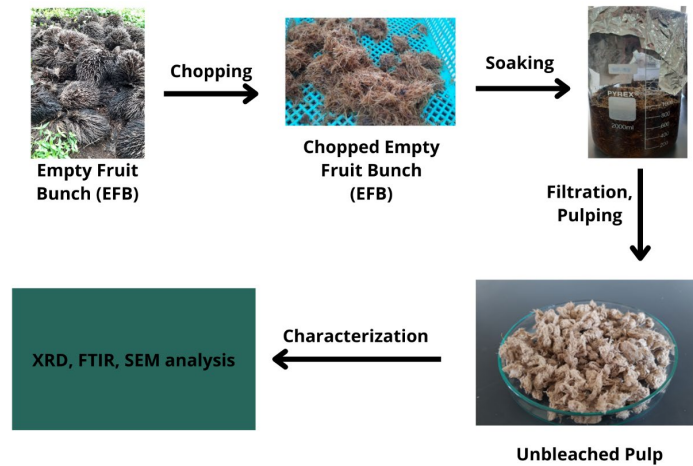 Chopping
Soaking
Empty Fruit
Bunch (EFB)
Chopped Empty
Fruit Bunch
(EFB)
PYREX
2000ml
Filtration,
Pulping
XRD, FTIR, SEM analysis
Characterization
Unbleached Pulp